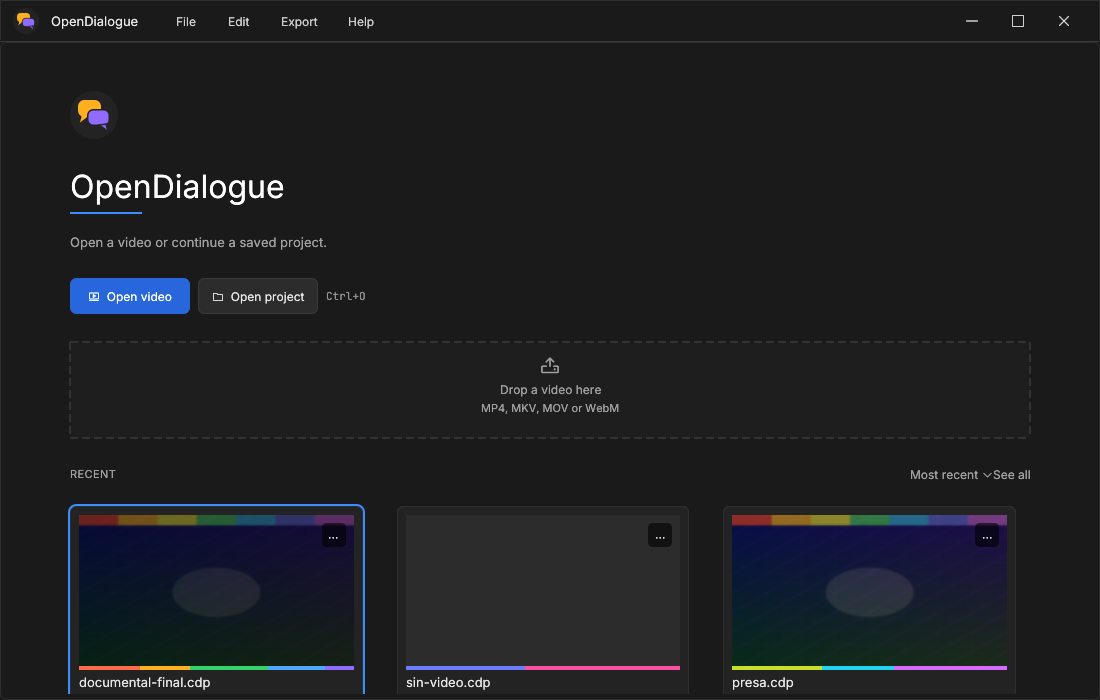 OpenDialogue File Edit Export Help
OpenDialogue
Open a video or continue a saved project.
Open video Open project Ctrl+O
Drop a video here
MP4, MKV, MOV or WebM
RECENT Most recent See all
... ... ...
documental-final.cdp sin-video.cdp presa.cdp